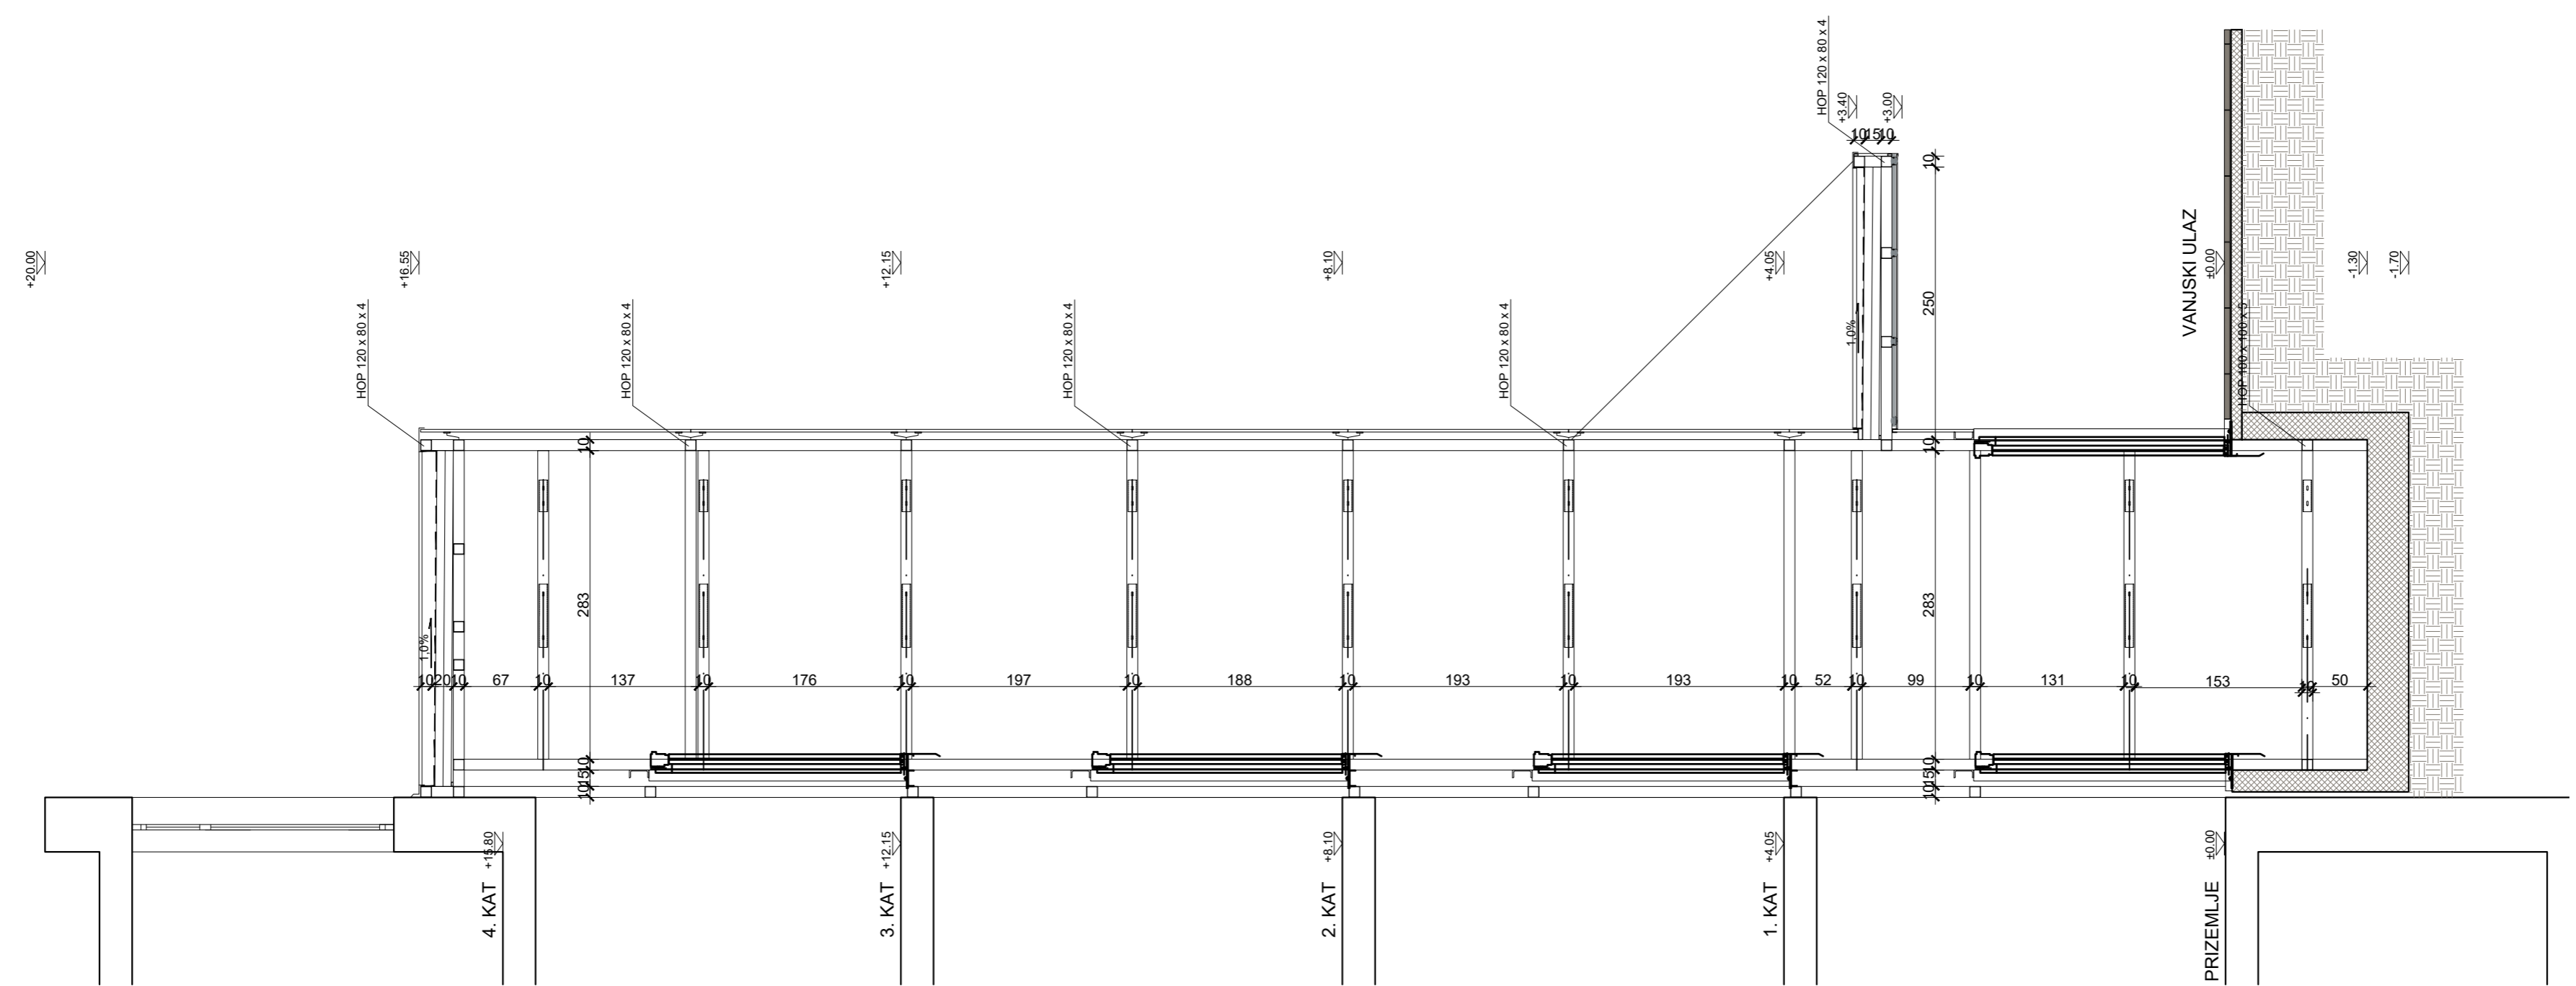 HOP 120 x 80 x 4
+3.40
+3.00
10 15 10
10
250
1,0%
+20.00
+16.55
+12.15
+8.10
+4.05
VANJSKI ULAZ
±0.00
-1.30
-1.70
HOP 120 x 80 x 4
HOP 120 x 80 x 4
HOP 120 x 80 x 4
HOP 120 x 80 x 4
HOP 100 x 100 x 5
10
283
10
15
10
10
283
10
15
10
1,0%
10 20 10 67 10 137 10 176 10 197 10 188 10 193 10 193 10 52 10 99 10 131 10 153 10 50
4. KAT +15.80
3. KAT +12.15
2. KAT +8.10
1. KAT +4.05
PRIZEMLJE ±0.00